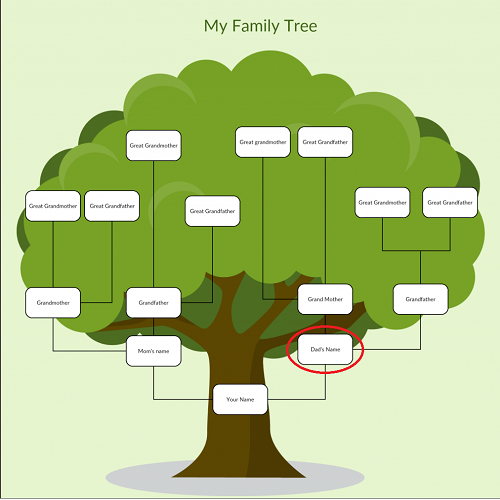 My Family Tree
Great grandmother
Great Grandfather
Great Grandmother
Great Grandmother
Great Grandfather
Great Grandfather
Great Grandmother
Great Grandfather
Grandmother
Grandfather
Grand Mother
Grandfather
Mom's name
Dad's Name
Your Name